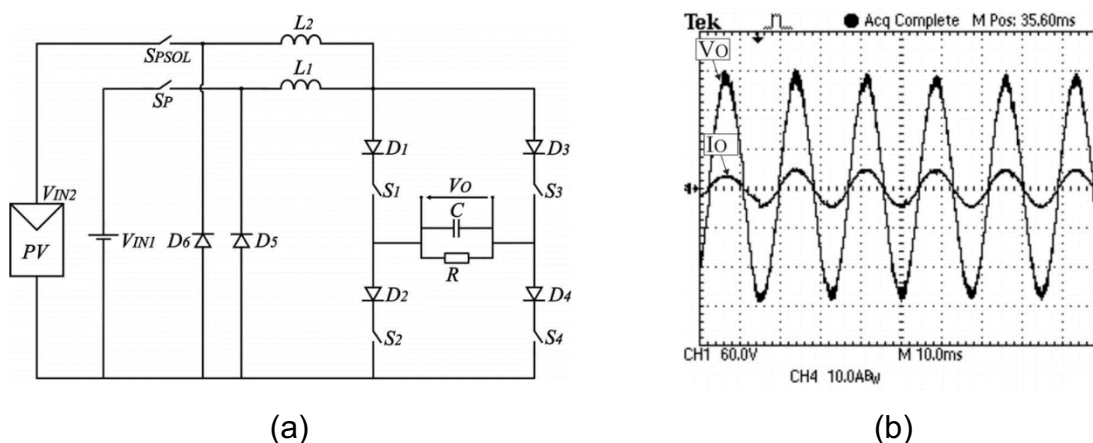 L2
SPSOL
L1
SP
D1
D3
VIN2
S1
VO
S3
C
PV
VIN1
D6
D5
R
D2
D4
S2
S4
(a)
Tek
Acq Complete M Pos: 35.60ms
VO
IO
4
CH1 60.0V M 10.0ms
CH4 10.0ABW
(b)